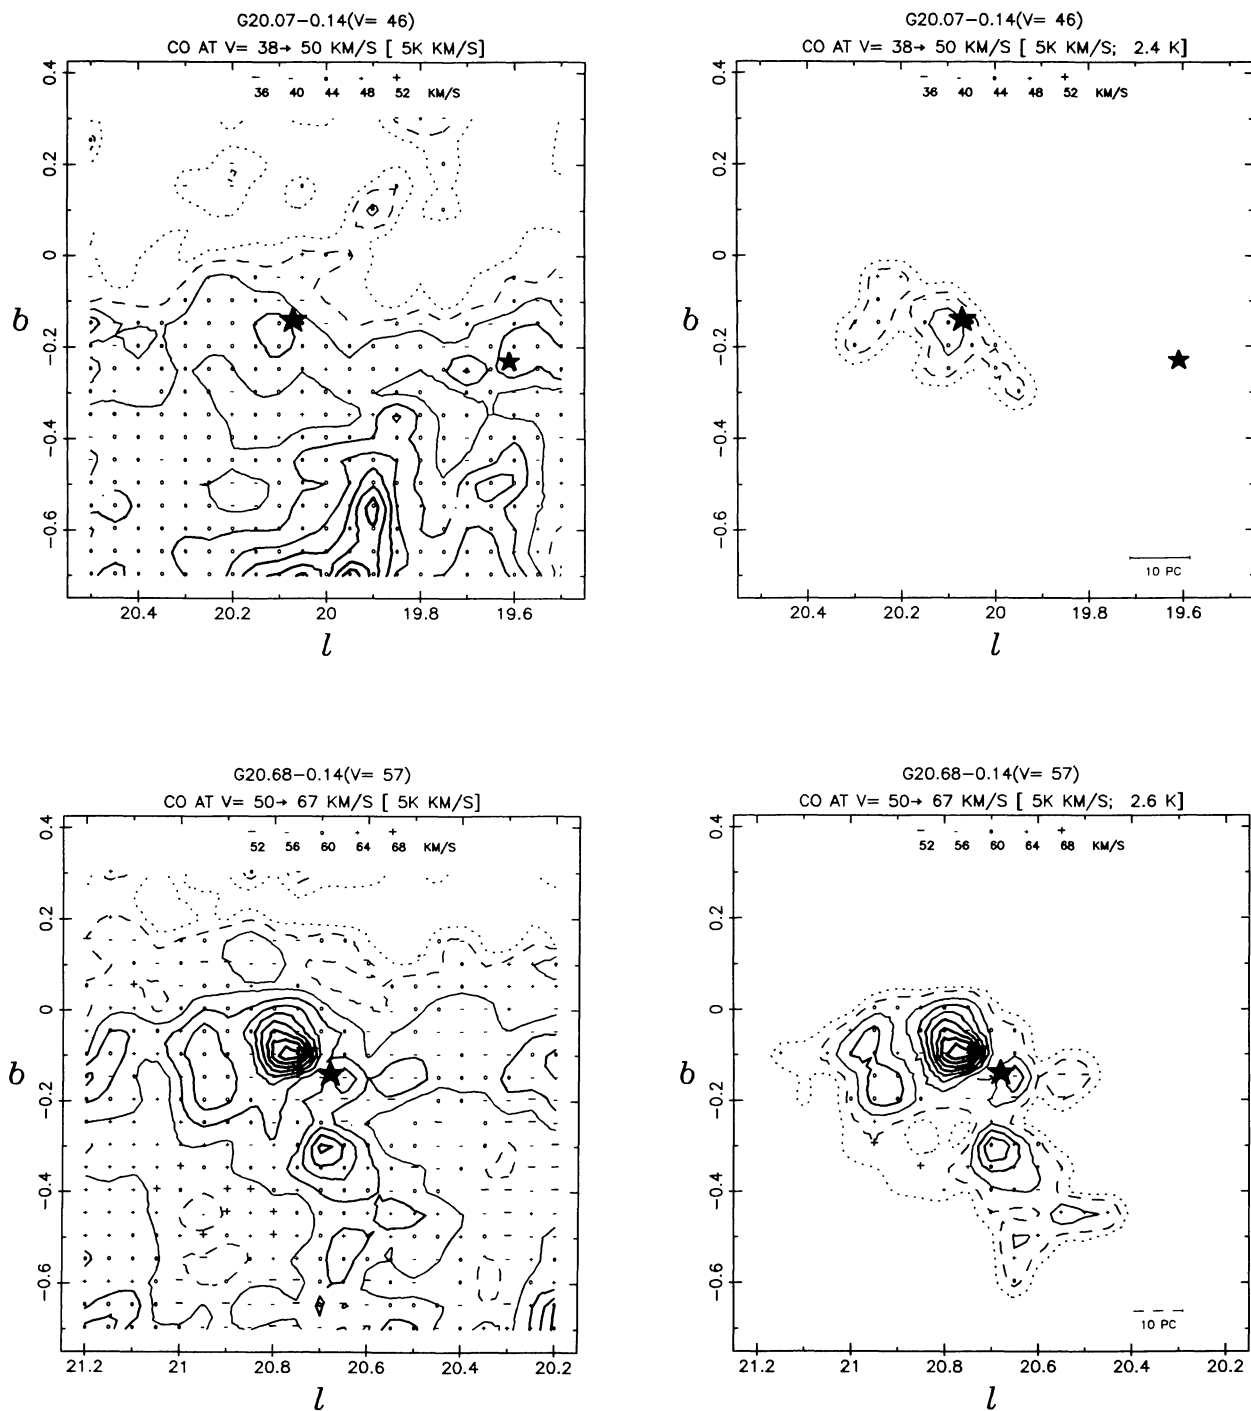 G20.07-0.14(V= 46)
CO AT V= 38→ 50 KM/S [ 5K KM/S]
36 40 44 48 52 KM/S
0.4
0.2
0
-0.2
-0.4
-0.6
b
20.4 20.2 20 19.8 19.6
l
G20.07-0.14(V= 46)
CO AT V= 38→ 50 KM/S [ 5K KM/S; 2.4 K]
36 40 44 48 52 KM/S
0.4
0.2
0
-0.2
-0.4
-0.6
b
10 PC
20.4 20.2 20 19.8 19.6
l
G20.68-0.14(V= 57)
CO AT V= 50→ 67 KM/S [ 5K KM/S]
52 56 60 64 68 KM/S
0.4
0.2
0
-0.2
-0.4
-0.6
b
21.2 21 20.8 20.6 20.4 20.2
l
G20.68-0.14(V= 57)
CO AT V= 50→ 67 KM/S [ 5K KM/S; 2.6 K]
52 56 60 64 68 KM/S
0.4
0.2
0
-0.2
-0.4
-0.6
b
10 PC
21.2 21 20.8 20.6 20.4 20.2
l